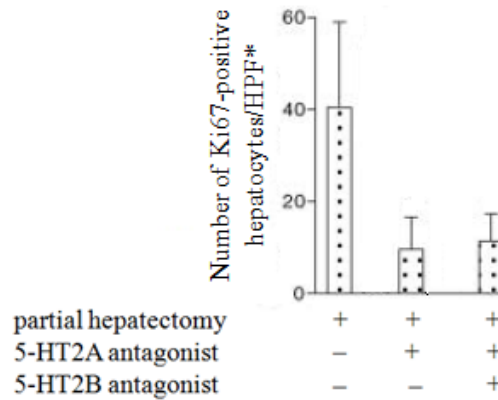 Number of Ki67-positive
hepatocytes/HPF*
60
40
20
0
partial hepatectomy + + +
5-HT2A antagonist – + +
5-HT2B antagonist – – +